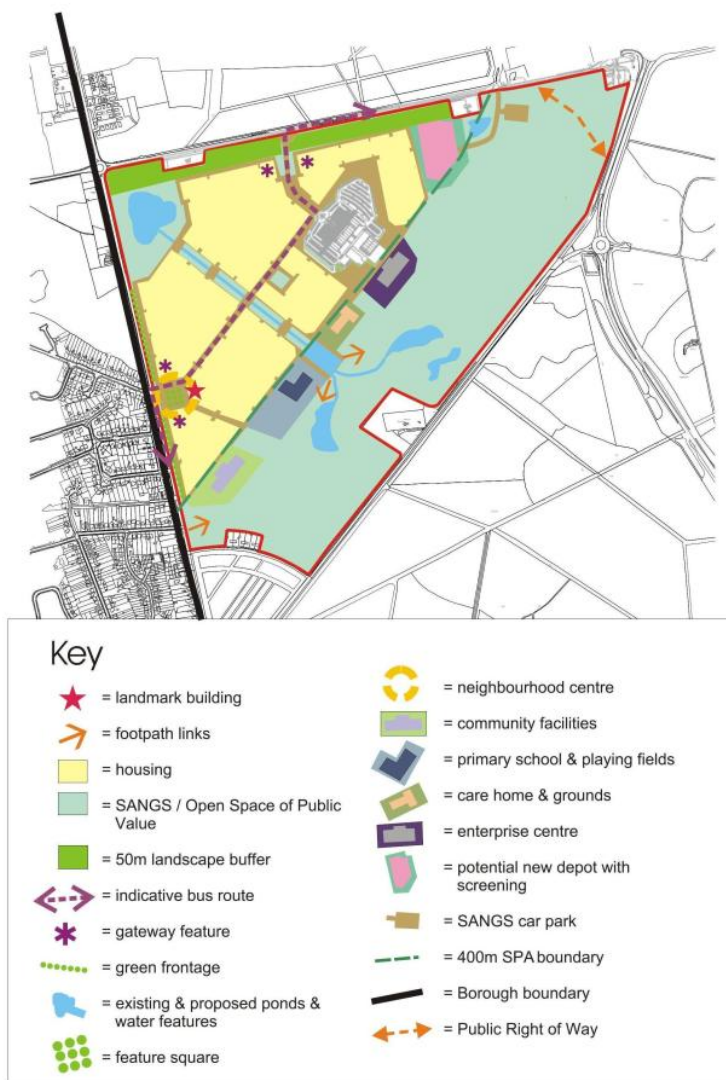 Key
= landmark building
= footpath links
= housing
= SANGS / Open Space of Public
Value
= 50m landscape buffer
= indicative bus route
= gateway feature
= green frontage
= existing & proposed ponds &
water features
= feature square
= neighbourhood centre
= community facilities
= primary school & playing fields
= care home & grounds
= enterprise centre
= potential new depot with
screening
= SANGS car park
= 400m SPA boundary
= Borough boundary
= Public Right of Way